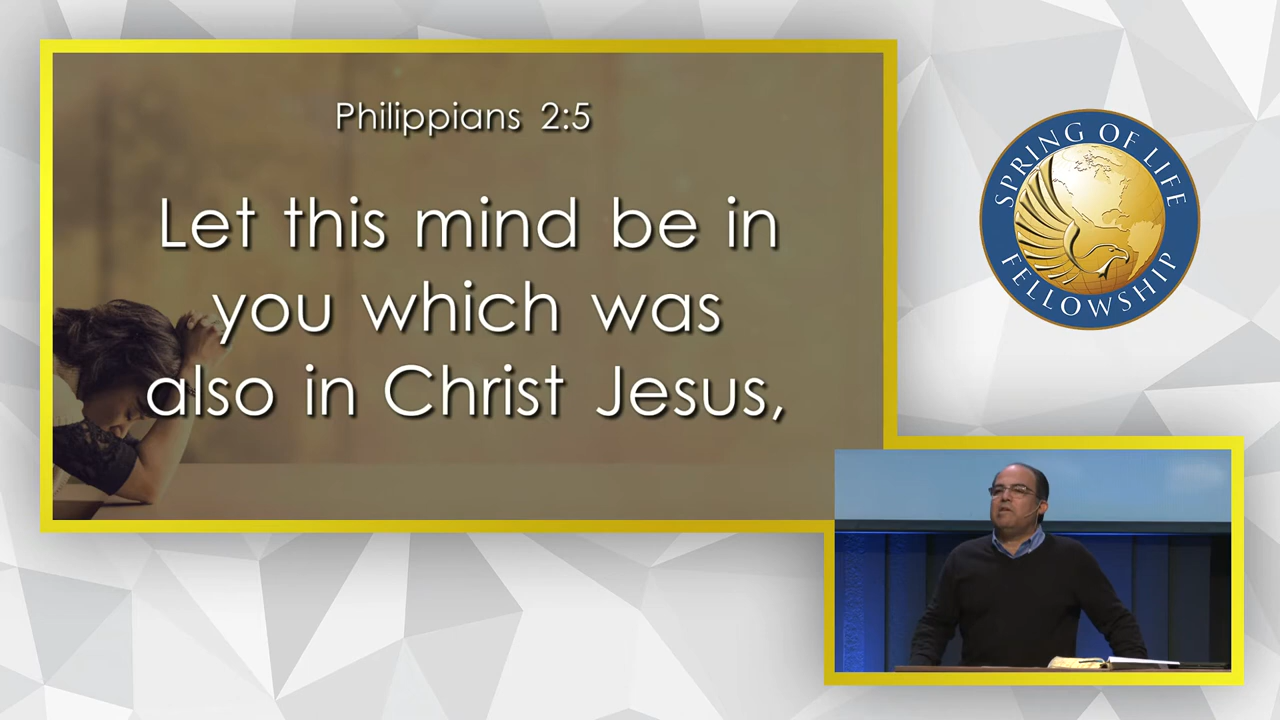 Philippians 2:5
Let this mind be in
you which was
also in Christ Jesus,
SPRING OF LIFE
FELLOWSHIP